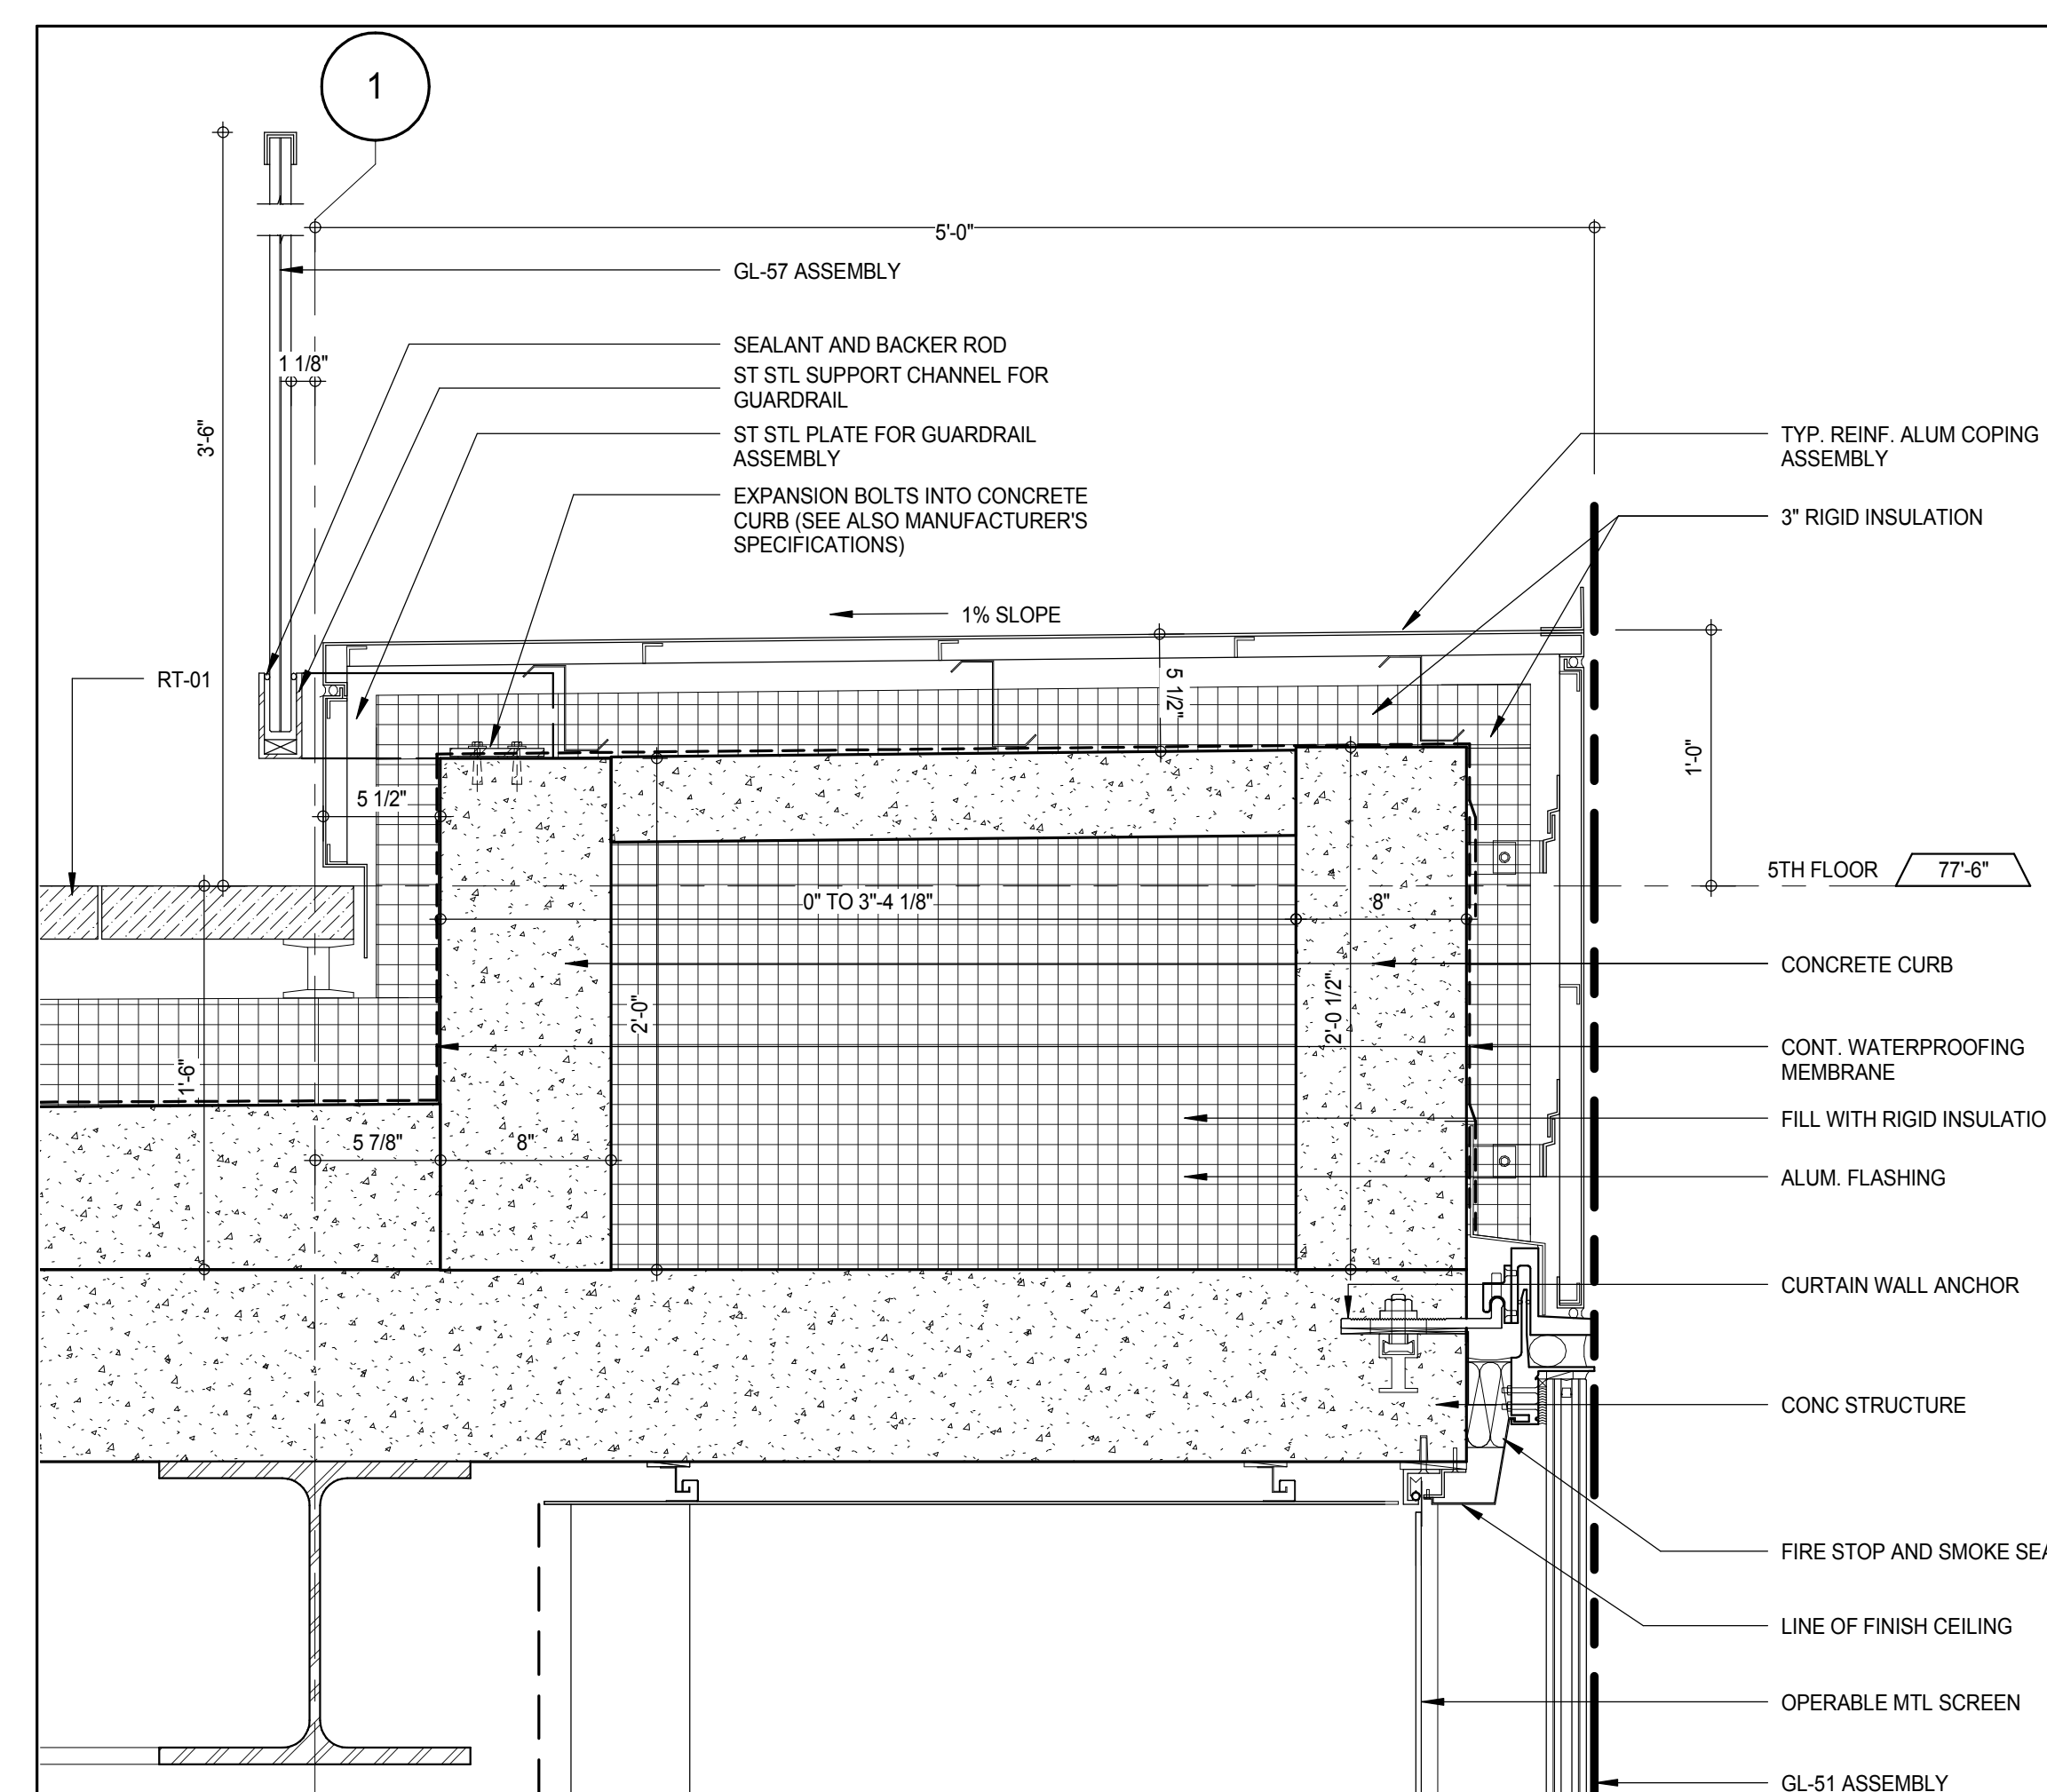 1
5'-0"
GL-57 ASSEMBLY
SEALANT AND BACKER ROD
1 1/8"
ST STL SUPPORT CHANNEL FOR
GUARDRAIL
3'-6"
ST STL PLATE FOR GUARDRAIL
ASSEMBLY
TYP. REINF. ALUM COPING
ASSEMBLY
EXPANSION BOLTS INTO CONCRETE
CURB (SEE ALSO MANUFACTURER'S
SPECIFICATIONS)
3" RIGID INSULATION
1% SLOPE
RT-01
5 1/2"
1'-0"
5 1/2"
5TH FLOOR 77'-6"
0" TO 3"-4 1/8"
8"
CONCRETE CURB
2'-0"
2'-0 1/2"
CONT. WATERPROOFING
MEMBRANE
1'-6"
FILL WITH RIGID INSULATIO
5 7/8"
8"
ALUM. FLASHING
CURTAIN WALL ANCHOR
CONC STRUCTURE
FIRE STOP AND SMOKE SEA
LINE OF FINISH CEILING
OPERABLE MTL SCREEN
GL-51 ASSEMBLY